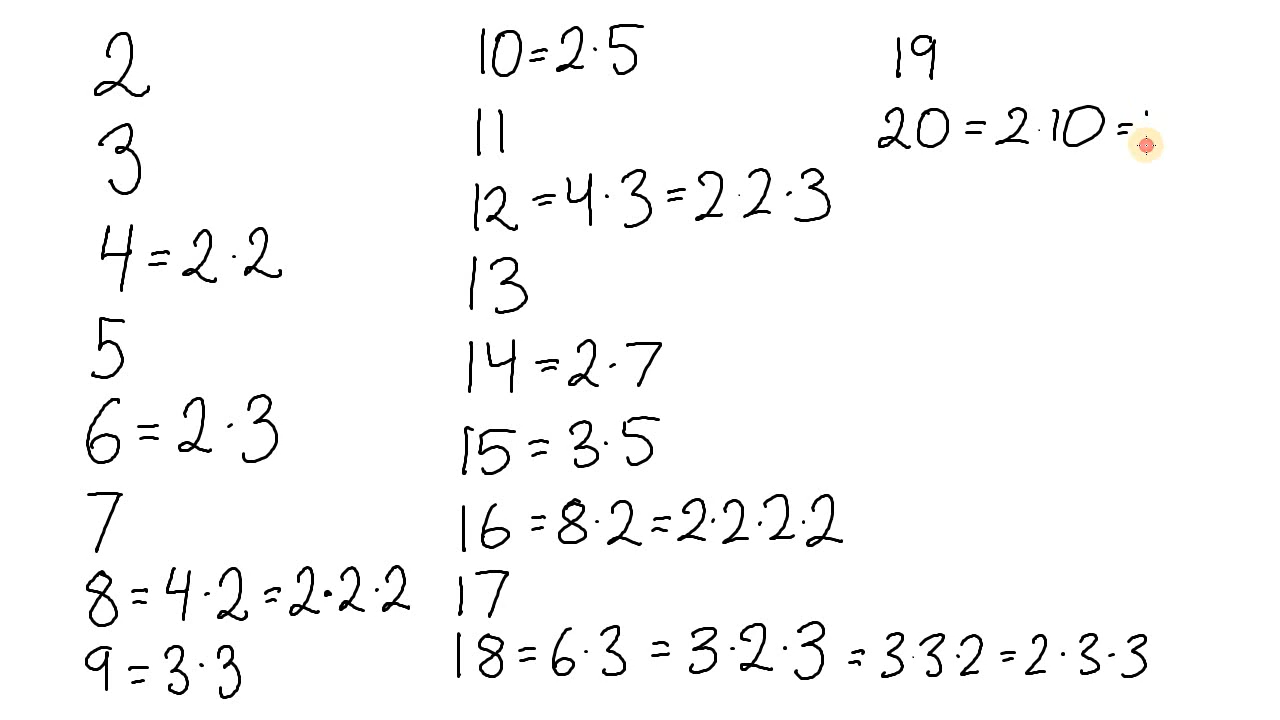 2
3
4 = 2·2
5
6 = 2·3
7
8 = 4·2 = 2·2·2
9 = 3·3
10 = 2·5
11
12 = 4·3 = 2·2·3
13
14 = 2·7
15 = 3·5
16 = 8·2 = 2·2·2·2
17
18 = 6·3 = 3·2·3 = 3·3·2 = 2·3·3
19
20 = 2·10 =